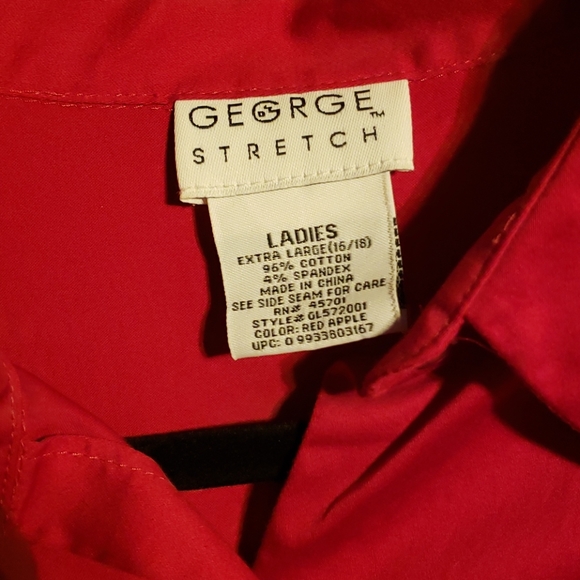 GEORGE™
STRETCH
LADIES
EXTRA LARGE(16/18)
96% COTTON
4% SPANDEX
MADE IN CHINA
SEE SIDE SEAM FOR CARE
RN# 45701
STYLE# GL572001
COLOR: RED APPLE
UPC: 0 9933803167